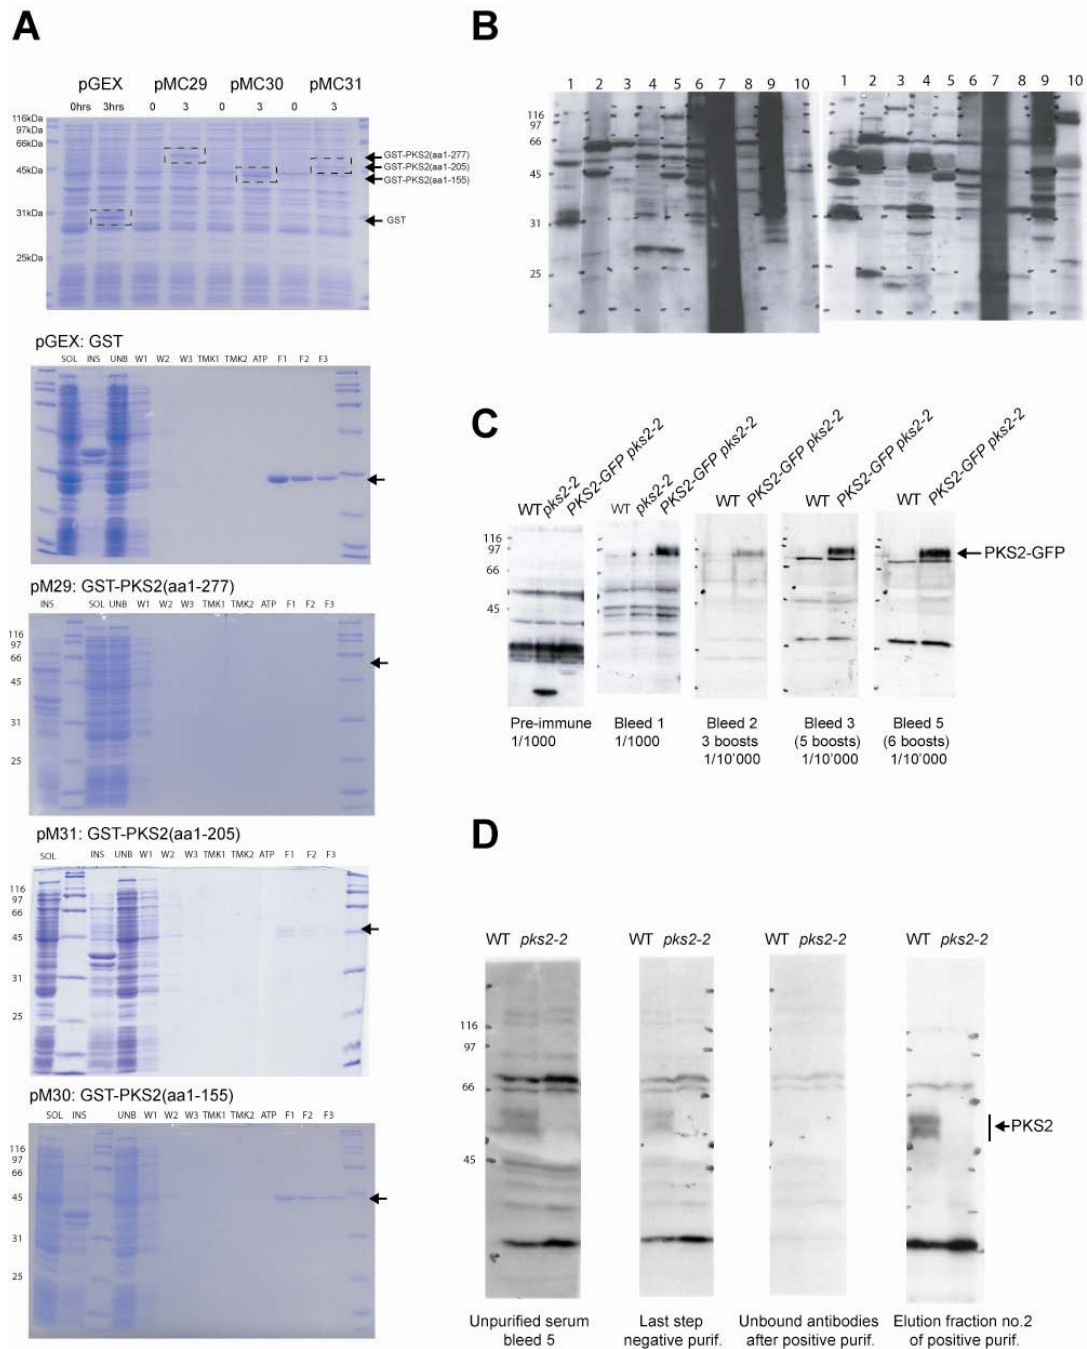 A
pGEX pMC29 pMC30 pMC31
0hrs 3hrs 0 3 0 3 0 3
116kDa
97kDa
66kDa
45kDa
31kDa
25kDa
GST-PKS2(aa1-277)
GST-PKS2(aa1-205)
GST-PKS2(aa1-155)
GST
pGEX: GST
SOL INS UNB W1 W2 W3 TMK1 TMK2 ATP F1 F2 F3
pM29: GST-PKS2(aa1-277)
INS SOL UNB W1 W2 W3 TMK1 TMK2 ATP F1 F2 F3
116
97
66
45
31
25
pM31: GST-PKS2(aa1-205)
SOL INS UNB W1 W2 W3 TMK1 TMK2 ATP F1 F2 F3
116
97
66
45
31
25
pM30: GST-PKS2(aa1-155)
SOL INS UNB W1 W2 W3 TMK1 TMK2 ATP F1 F2 F3
116
97
66
45
31
25
B
1 2 3 4 5 6 7 8 9 10 1 2 3 4 5 6 7 8 9 10
116
97
66
45
31
25
C
WT pks2-2 PKS2-GFP pks2-2
WT pks2-2 PKS2-GFP pks2-2
WT PKS2-GFP pks2-2
WT PKS2-GFP pks2-2
WT PKS2-GFP pks2-2
116
97
66
45
PKS2-GFP
Pre-immune
1/1000
Bleed 1
1/1000
Bleed 2
3 boosts
1/10'000
Bleed 3
(5 boosts)
1/10'000
Bleed 5
(6 boosts)
1/10'000
D
WT pks2-2 WT pks2-2 WT pks2-2 WT pks2-2
116
97
66
45
PKS2
Unpurified serum
bleed 5
Last step
negative purif.
Unbound antibodies
after positive purif.
Elution fraction no.2
of positive purif.